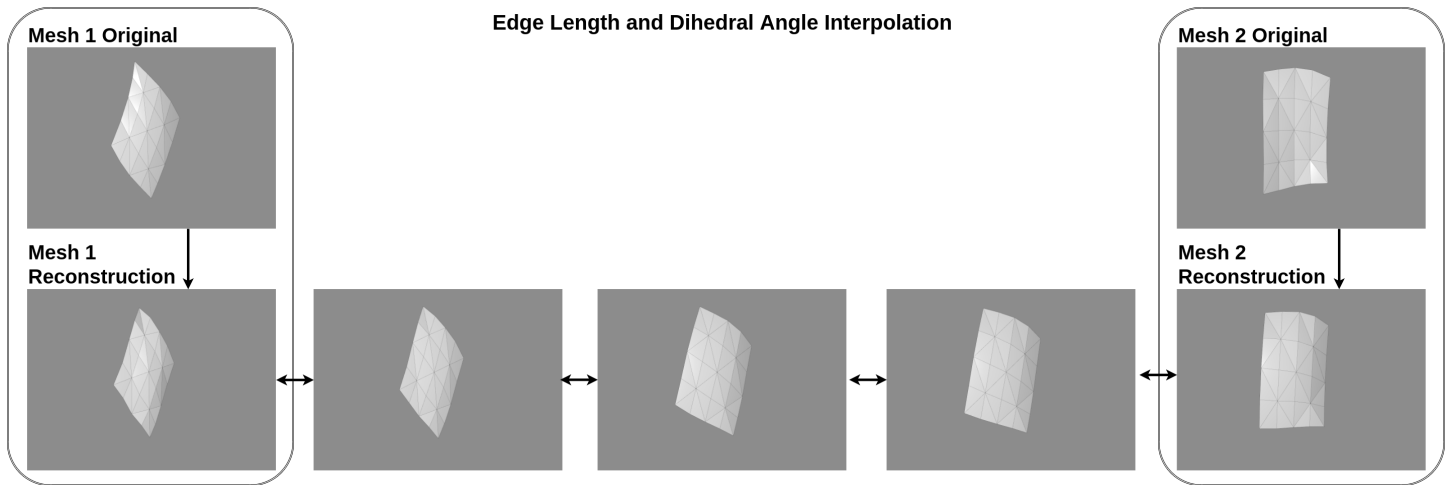 Edge Length and Dihedral Angle Interpolation
Mesh 1 Original
Mesh 2 Original
Mesh 1
Reconstruction
Mesh 2
Reconstruction